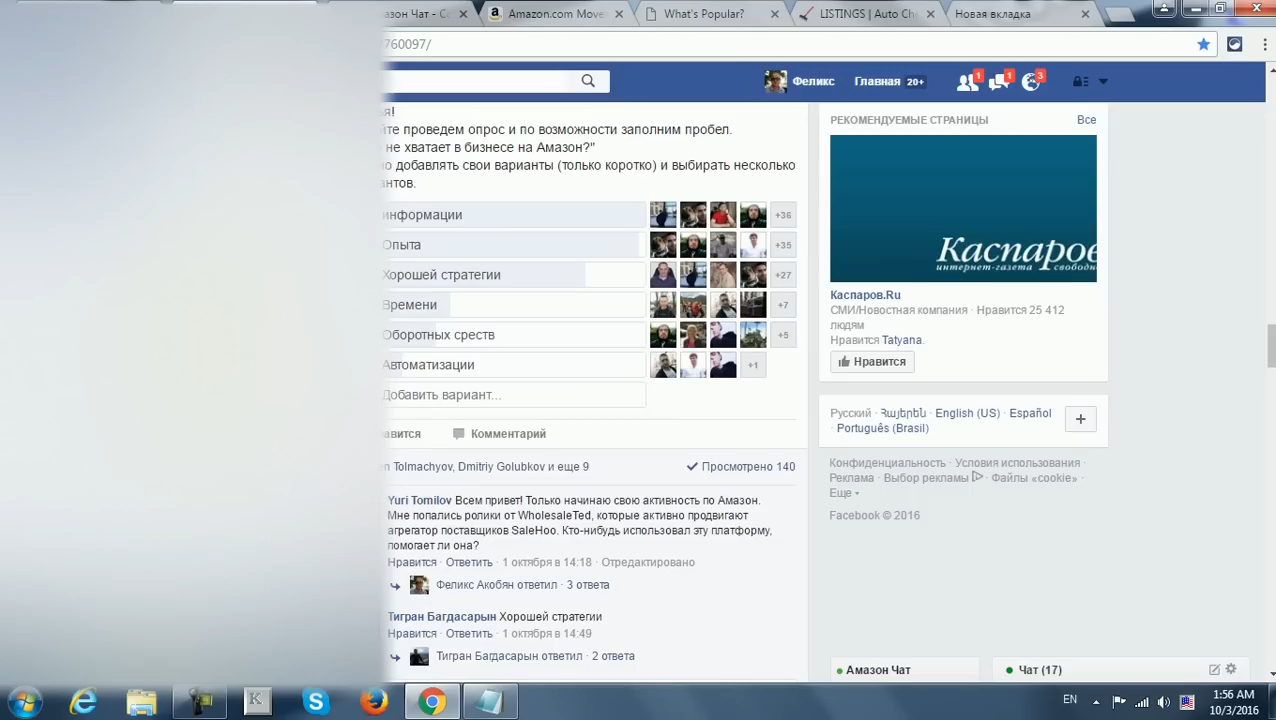 азон Чат - Со
Amazon.com Move
What's Popular?
LISTINGS | Auto Ch
Новая вкладка
760097/
Феликс
Главная 20+
1
1
3
я!
йте проведем опрос и по возможности заполним пробел.
не хватает в бизнесе на Амазон?"
о добавлять свои варианты (только коротко) и выбирать несколько
антов.
информации
+36
Опыта
+35
Хорошей стратегии
+27
Времени
+7
Оборотных среств
+5
Автоматизации
+1
Добавить вариант...
авится Комментарий
n Tolmachyov, Dmitriy Golubkov и еще 9
Просмотрено 140
Yuri Tomilov Всем привет! Только начинаю свою активность по Амазон.
Мне попались ролики от WholesaleTed, которые активно продвигают
агрегатор поставщиков SaleHoo. Кто-нибудь использовал эту платформу,
помогает ли она?
Нравится · Ответить · 1 октября в 14:18 · Отредактировано
Феликс Акобян ответил · 3 ответа
Тигран Багдасарын Хорошей стратегии
Нравится · Ответить · 1 октября в 14:49
Тигран Багдасарын ответил · 2 ответа
РЕКОМЕНДУЕМЫЕ СТРАНИЦЫ
Все
Каспаров
интернет-газета свобод
Каспаров.Ru
СМИ/Новостная компания · Нравится 25 412
людям
Нравится Tatyana.
Нравится
Русский · Հայերեն · English (US) · Español
· Português (Brasil)
+
Конфиденциальность · Условия использования ·
Реклама · Выбор рекламы · Файлы «cookie» ·
Еще
Facebook © 2016
Амазон Чат
Чат (17)
K
EN
1:56 AM
10/3/2016